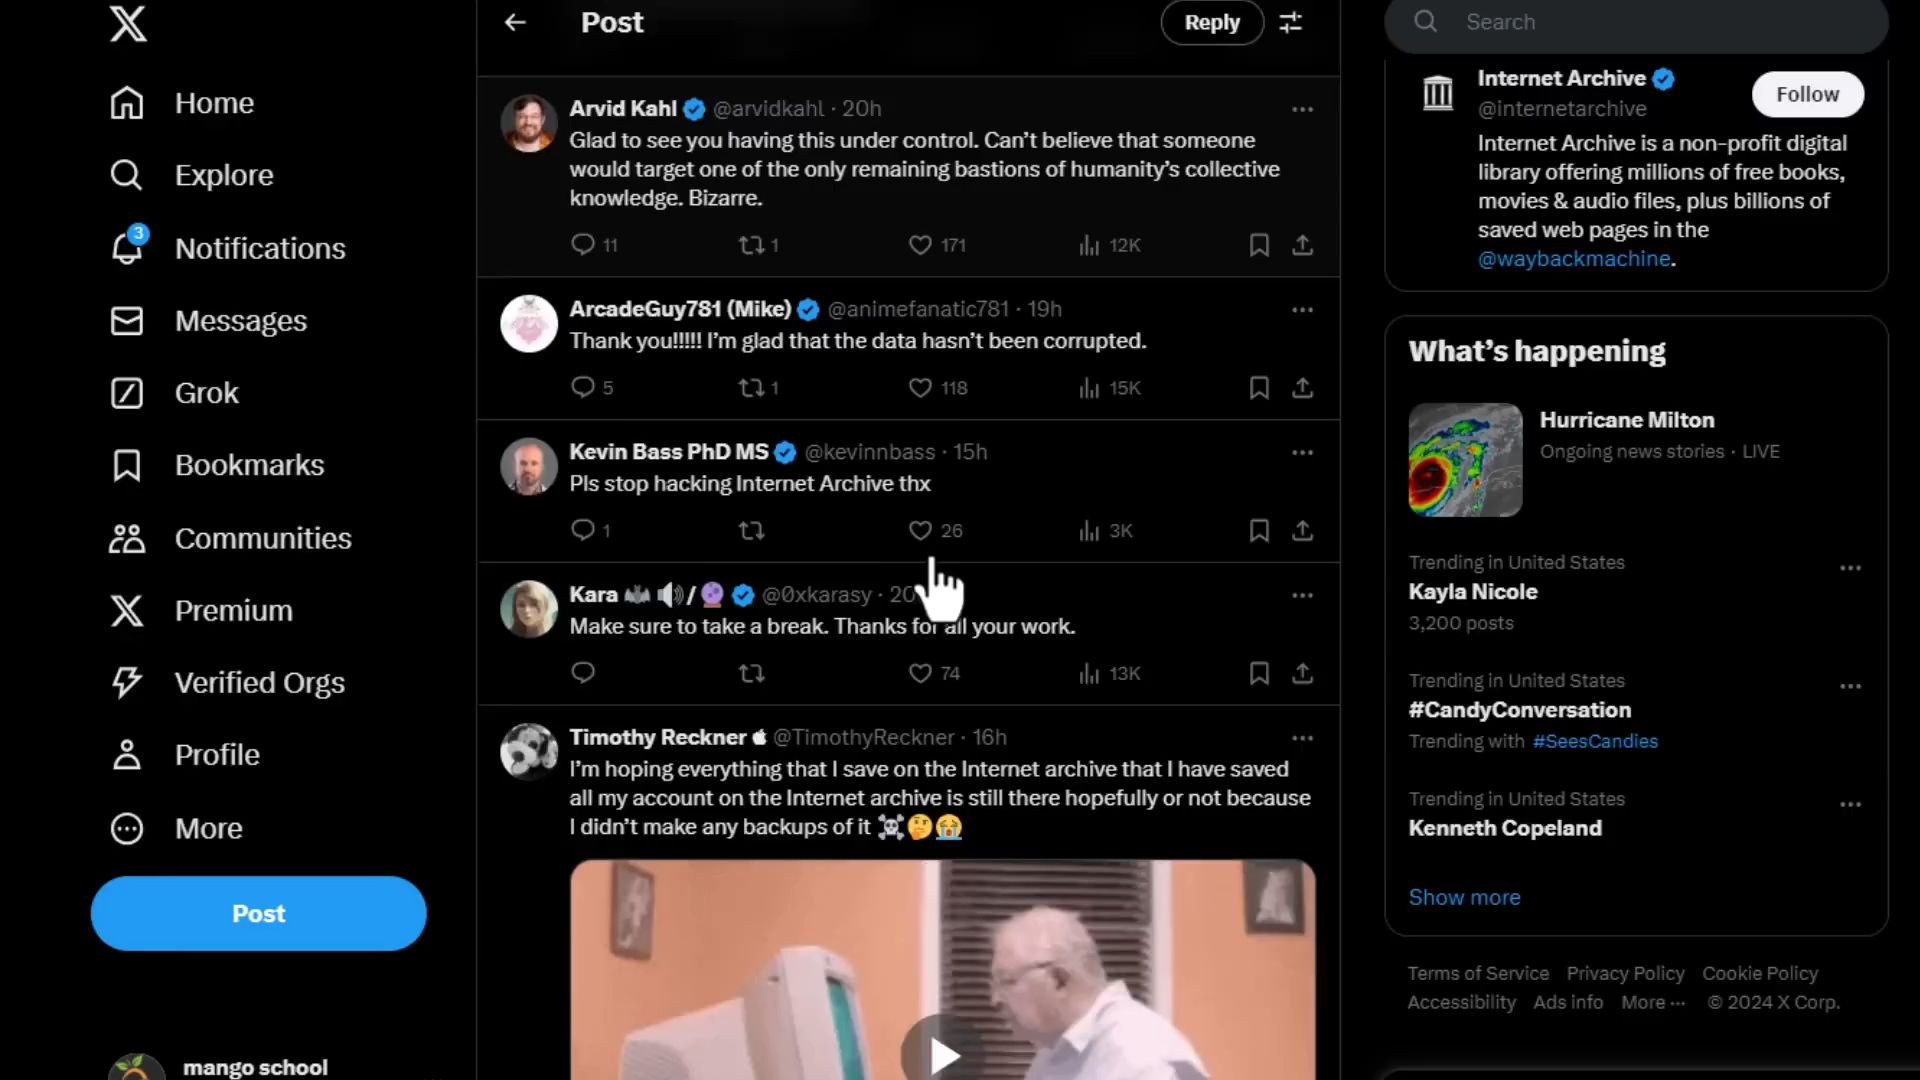 Home
Explore
3
Notifications
Messages
Grok
Bookmarks
Communities
Premium
Verified Orgs
Profile
More
Post
mango school
Post
Reply
Arvid Kahl @arvidkahl · 20h
Glad to see you having this under control. Can't believe that someone
would target one of the only remaining bastions of humanity's collective
knowledge. Bizarre.
11 1 171 12K
ArcadeGuy781 (Mike) @animefanatic781 · 19h
Thank you!!!!! I'm glad that the data hasn't been corrupted.
5 1 118 15K
Kevin Bass PhD MS @kevinnbass · 15h
Pls stop hacking Internet Archive thx
1 26 3K
Kara 🦇🔊/🔮 @0xkarasy · 20
Make sure to take a break. Thanks for all your work.
74 13K
Timothy Reckner @TimothyReckner · 16h
I'm hoping everything that I save on the Internet archive that I have saved
all my account on the Internet archive is still there hopefully or not because
I didn't make any backups of it ☠️🤔😭
Search
Internet Archive
@internetarchive
Follow
Internet Archive is a non-profit digital
library offering millions of free books,
movies & audio files, plus billions of
saved web pages in the
@waybackmachine.
What's happening
Hurricane Milton
Ongoing news stories · LIVE
Trending in United States
Kayla Nicole
3,200 posts
Trending in United States
#CandyConversation
Trending with #SeesCandies
Trending in United States
Kenneth Copeland
Show more
Terms of Service Privacy Policy Cookie Policy
Accessibility Ads info More ··· © 2024 X Corp.